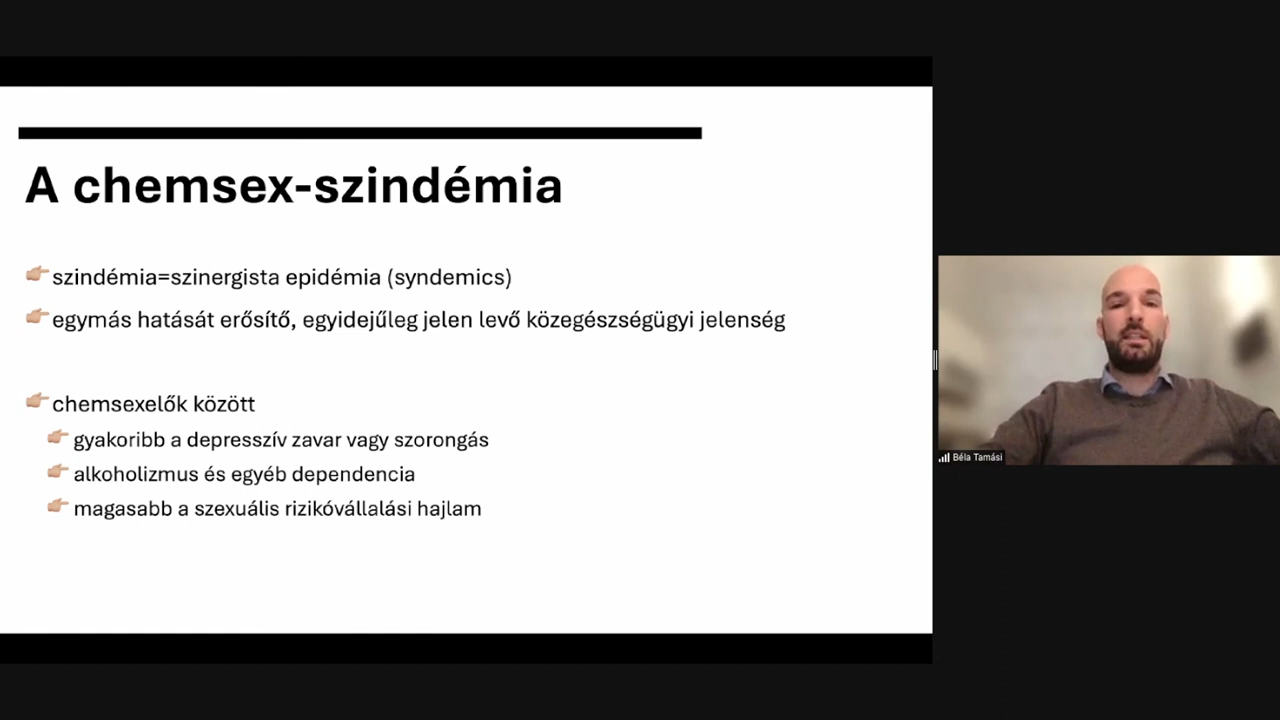 A chemsex-szindémia
szindémia=szinergista epidémia (syndemics)
egymás hatását erősítő, egyidejűleg jelen levő közegészségügyi jelenség
chemsexelők között
gyakoribb a depresszív zavar vagy szorongás
alkoholizmus és egyéb dependencia
magasabb a szexuális rizikóvállalási hajlam
Béla Tamási